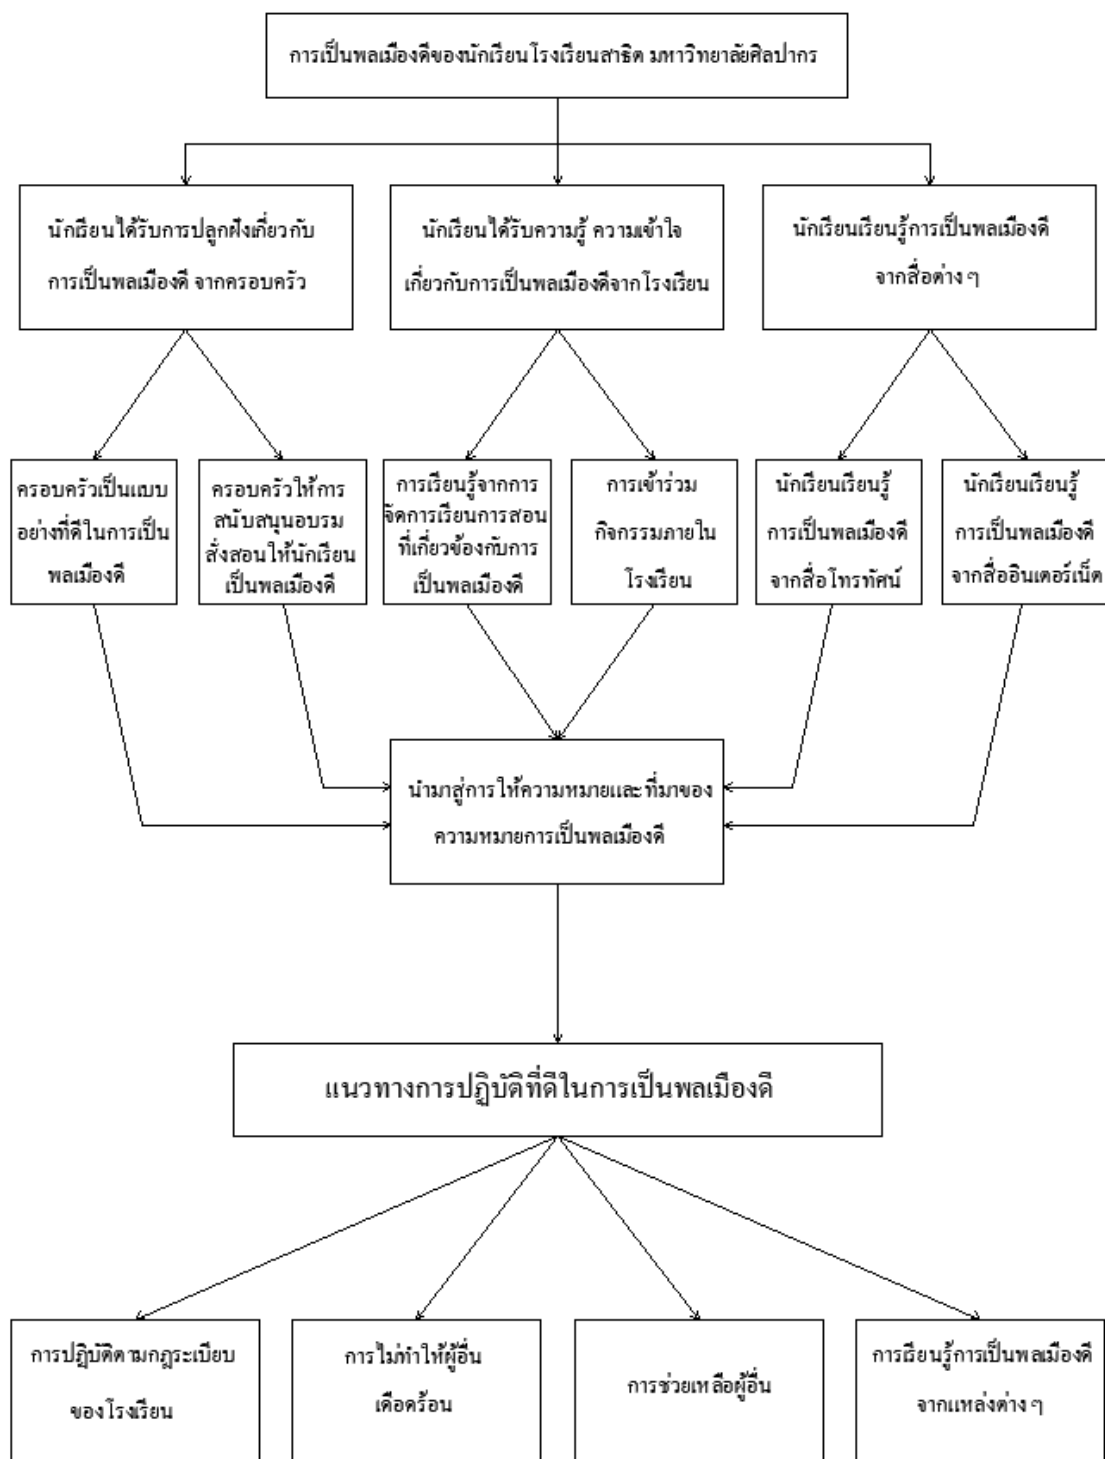 การเป็นพลเมืองดีของนักเรียนโรงเรียนสาธิต มหาวิทยาลัยศิลปากร
นักเรียนได้รับการปลูกฝังเกี่ยวกับ
การเป็นพลเมืองดี จากครอบครัว
นักเรียนได้รับความรู้ ความเข้าใจ
เกี่ยวกับการเป็นพลเมืองดีจากโรงเรียน
นักเรียนเรียนรู้การเป็นพลเมืองดี
จากสื่อต่าง ๆ
ครอบครัวเป็นแบบ
อย่างที่ดีในการเป็น
พลเมืองดี
ครอบครัวให้การ
สนับสนุนอบรม
สั่งสอนให้นักเรียน
เป็นพลเมืองดี
การเรียนรู้จากการ
จัดการเรียนการสอน
ที่เกี่ยวข้องกับการ
เป็นพลเมืองดี
การเข้าร่วม
กิจกรรมภายใน
โรงเรียน
นักเรียนเรียนรู้
การเป็นพลเมืองดี
จากสื่อโทรทัศน์
นักเรียนเรียนรู้
การเป็นพลเมืองดี
จากสื่ออินเตอร์เน็ต
นำมาสู่การให้ความหมายและที่มาของ
ความหมายการเป็นพลเมืองดี
แนวทางการปฏิบัติที่ดีในการเป็นพลเมืองดี
การปฏิบัติตามกฎระเบียบ
ของโรงเรียน
การไม่ทำให้ผู้อื่น
เดือดร้อน
การช่วยเหลือผู้อื่น
การเรียนรู้การเป็นพลเมืองดี
จากแหล่งต่าง ๆ